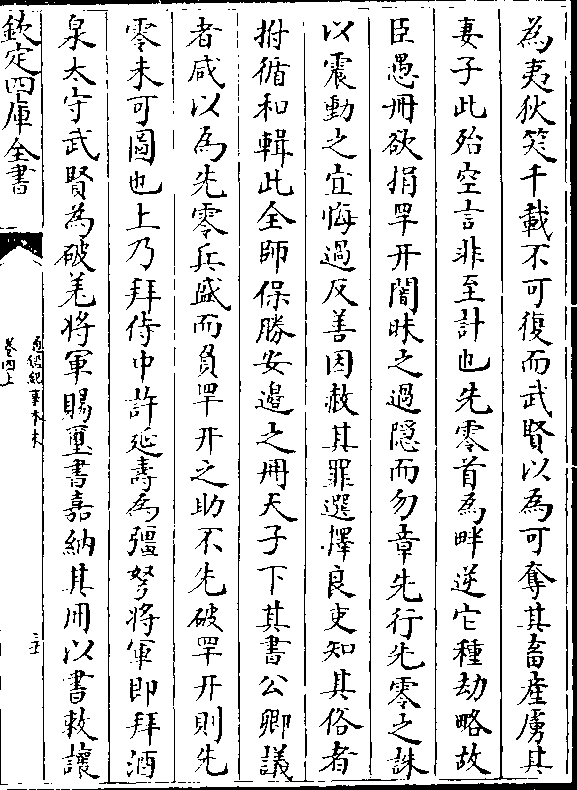 為夷狄笑千載不可復而武賢以為可奪其畜產虜其
妻子此殆空言非至計也先零首為畔逆它種劫略故
臣愚冊欲捐䍐开闇昧之過隠而勿章先行先零之誅
以震動之宜悔過反善因赦其罪選擇良吏知其俗者
拊循和輯此全師保勝安邉之冊天子下其書公卿議
者咸以為先零兵盛而負䍐开之助不先破䍐开則先
零未可圖也上乃拜侍中許延壽為彊弩將軍即拜酒
泉太守武賢為破羌將軍賜璽書嘉納其冊以書敕讓
欽定四庫全書
通鑑紀事本末
卷四上